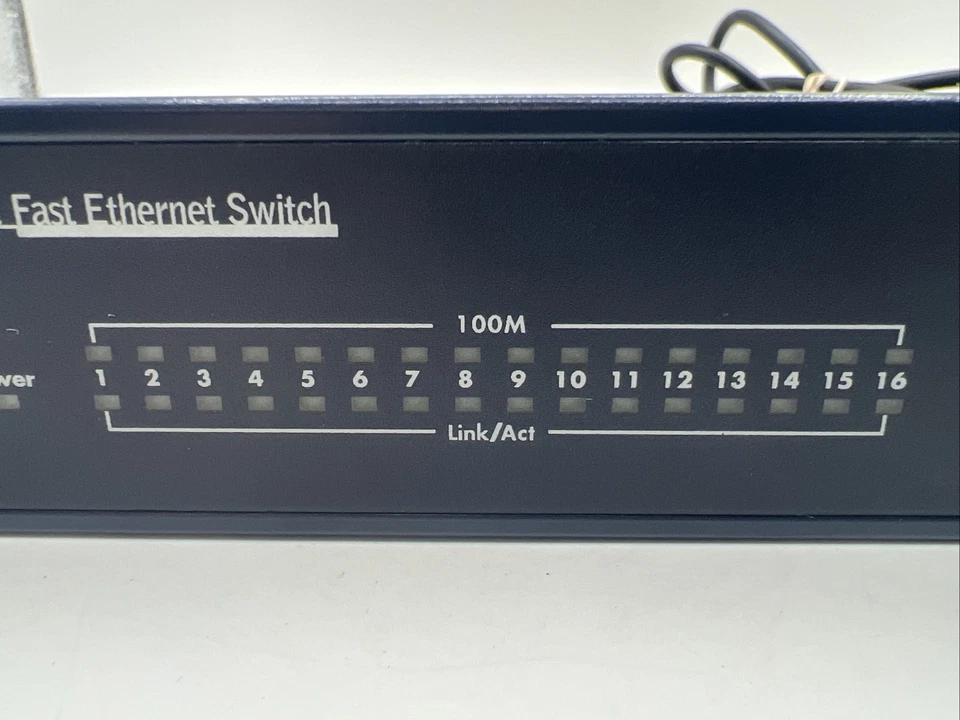 Fast Ethernet Switch
100M
1 2 3 4 5 6 7 8 9 10 11 12 13 14 15 16
Link/Act